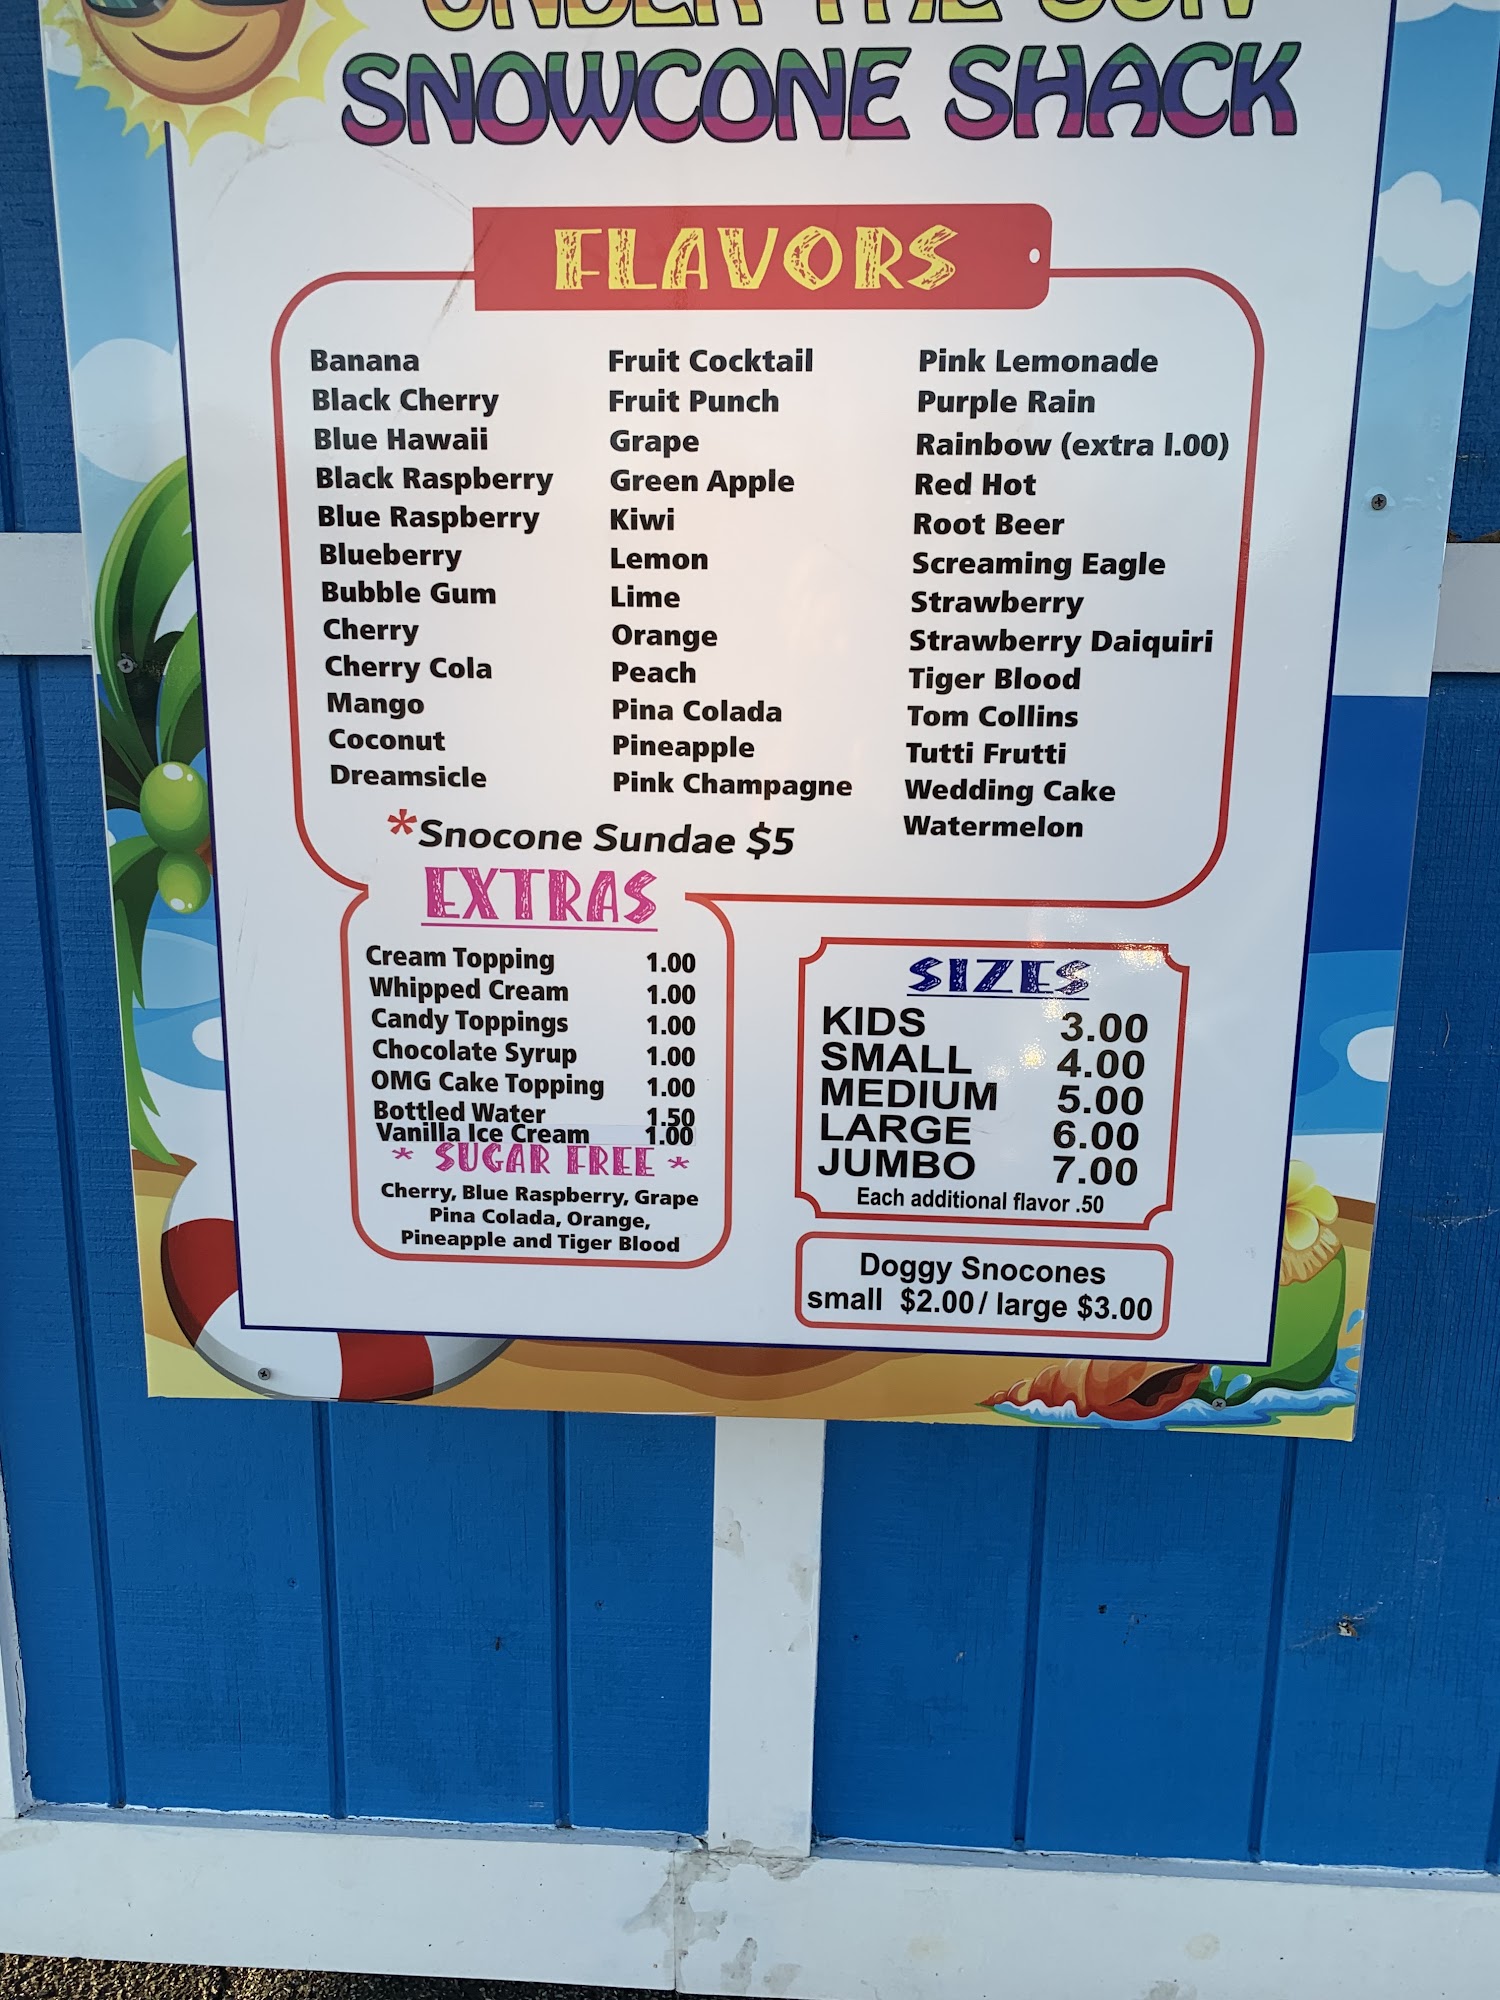 UNDER THE SUN
SNOWCONE SHACK
FLAVORS
Banana
Black Cherry
Blue Hawaii
Black Raspberry
Blue Raspberry
Blueberry
Bubble Gum
Cherry
Cherry Cola
Mango
Coconut
Dreamsicle
Fruit Cocktail
Fruit Punch
Grape
Green Apple
Kiwi
Lemon
Lime
Orange
Peach
Pina Colada
Pineapple
Pink Champagne
Pink Lemonade
Purple Rain
Rainbow (extra 1.00)
Red Hot
Root Beer
Screaming Eagle
Strawberry
Strawberry Daiquiri
Tiger Blood
Tom Collins
Tutti Frutti
Wedding Cake
Watermelon
*Snocone Sundae $5
EXTRAS
Cream Topping 1.00
Whipped Cream 1.00
Candy Toppings 1.00
Chocolate Syrup 1.00
OMG Cake Topping 1.00
Bottled Water 1.50
Vanilla Ice Cream 1.00
* SUGAR FREE *
Cherry, Blue Raspberry, Grape
Pina Colada, Orange,
Pineapple and Tiger Blood
SIZES
KIDS 3.00
SMALL 4.00
MEDIUM 5.00
LARGE 6.00
JUMBO 7.00
Each additional flavor .50
Doggy Snocones
small $2.00/ large $3.00